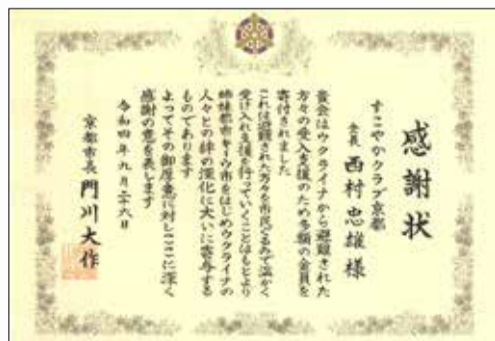 感謝状
すこやかクラブ京都
会長 西村忠雄 様
貴会はウクライナから避難された
方々の受入支援のため多額の金員を
寄付されました
これは避難された方々を市民ぐるみで温かく
受け入れ支援を行っていくことはもとより
姉妹都市キーウ市をはじめウクライナの
人々との絆の深化に大いに寄与する
ものであります
よってその御厚意に対しここに深く
感謝の意を表します
令和四年九月二十六日
京都市長 門川大作